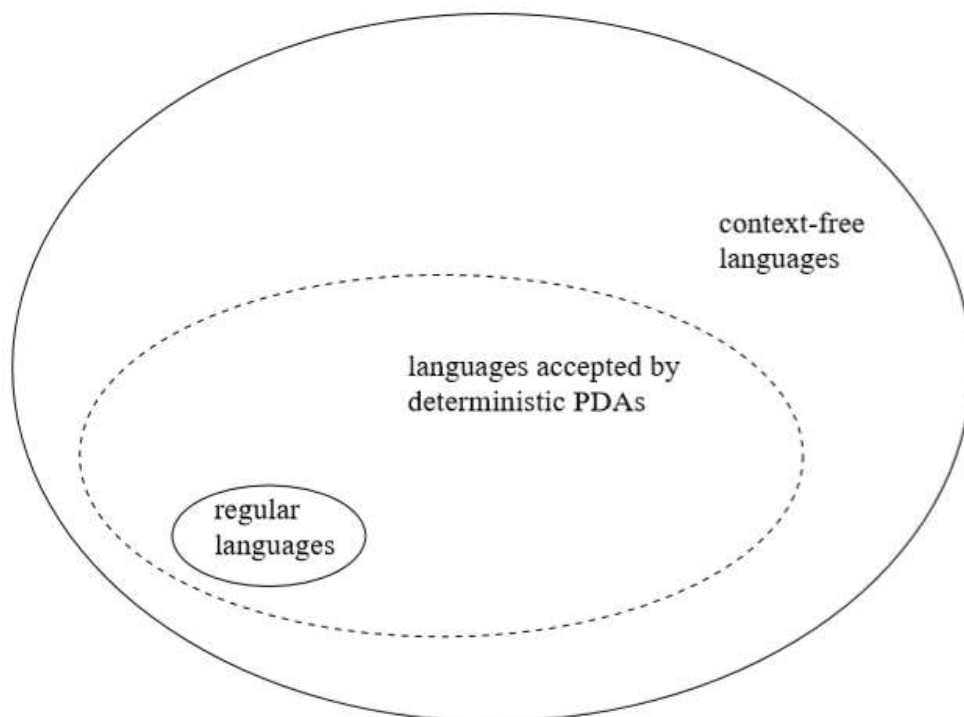 context-free
languages
languages accepted by
deterministic PDAs
regular
languages